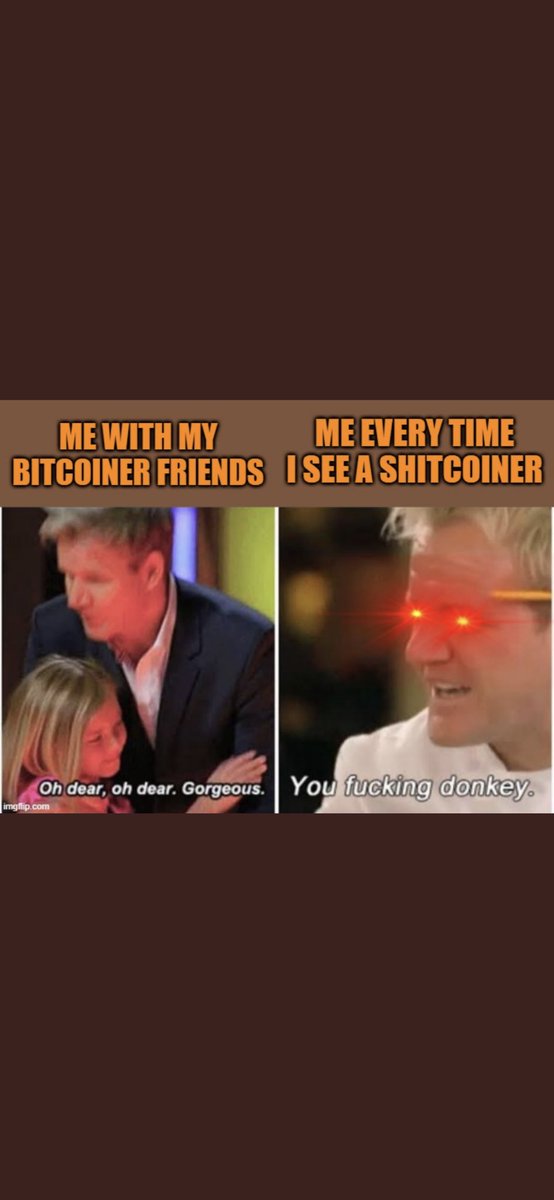 ME WITH MY
BITCOINER FRIENDS
ME EVERY TIME
I SEE A SHITCOINER
Oh dear, oh dear. Gorgeous.
You fucking donkey.
imgflip.com